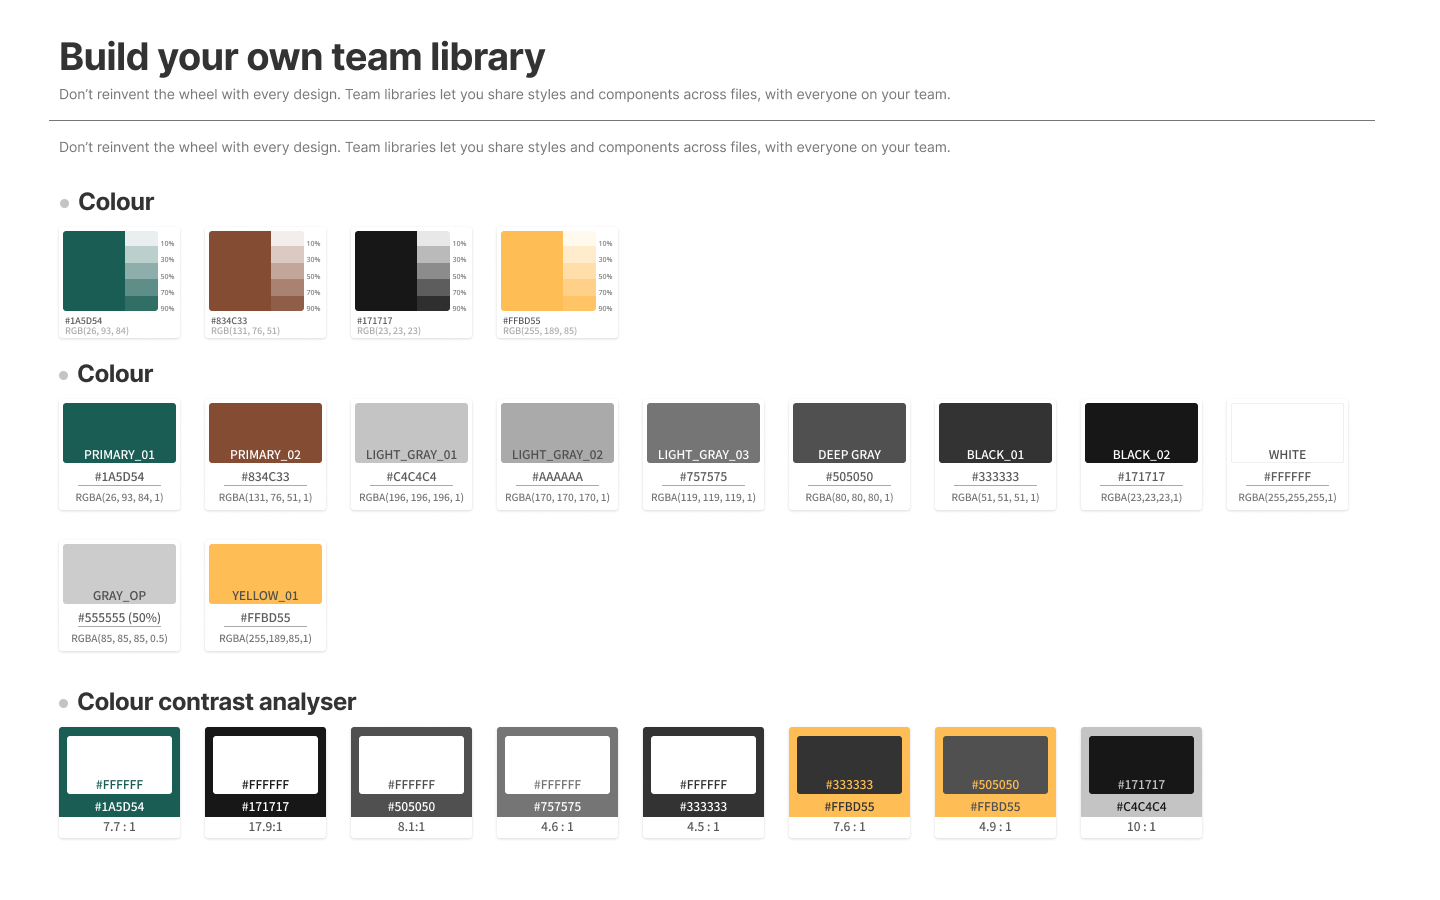 Build your own team library
Don't reinvent the wheel with every design. Team libraries let you share styles and components across files, with everyone on your team.
Don't reinvent the wheel with every design. Team libraries let you share styles and components across files, with everyone on your team.
Colour
10%
30%
50%
70%
90%
#1A5D54
RGB(26, 93, 84)
10%
30%
50%
70%
90%
#834C33
RGB(131, 76, 51)
10%
30%
50%
70%
90%
#171717
RGB(23, 23, 23)
10%
30%
50%
70%
90%
#FFBD55
RGB(255, 189, 85)
Colour
PRIMARY_01
#1A5D54
RGBA(26, 93, 84, 1)
PRIMARY_02
#834C33
RGBA(131, 76, 51, 1)
LIGHT_GRAY_01
#C4C4C4
RGBA(196, 196, 196, 1)
LIGHT_GRAY_02
#AAAAAA
RGBA(170, 170, 170, 1)
LIGHT_GRAY_03
#757575
RGBA(119, 119, 119, 1)
DEEP GRAY
#505050
RGBA(80, 80, 80, 1)
BLACK_01
#333333
RGBA(51, 51, 51, 1)
BLACK_02
#171717
RGBA(23,23,23,1)
WHITE
#FFFFFF
RGBA(255,255,255,1)
GRAY_OP
#555555 (50%)
RGBA(85, 85, 85, 0.5)
YELLOW_01
#FFBD55
RGBA(255,189,85,1)
Colour contrast analyser
#FFFFFF
#1A5D54
7.7 : 1
#FFFFFF
#171717
17.9:1
#FFFFFF
#505050
8.1:1
#FFFFFF
#757575
4.6 : 1
#FFFFFF
#333333
4.5 : 1
#333333
#FFBD55
7.6 : 1
#505050
#FFBD55
4.9 : 1
#171717
#C4C4C4
10 : 1